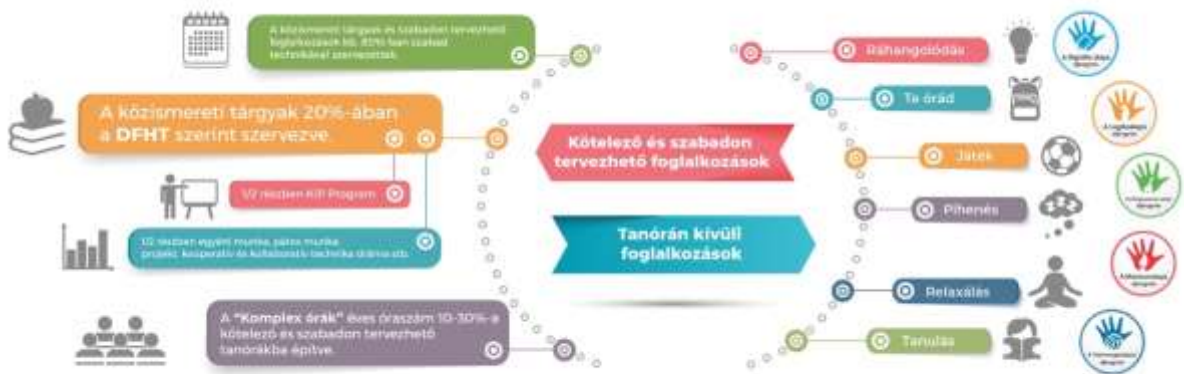 A közismereti tárgyak és szabadon tervezhető
foglalkozások kb. 80%-ban szabad
technikával szervezettek.
A közismereti tárgyak 20%-ában
a DFHT szerint szervezve.
1/2 részben KIP Program
1/2 részben egyéni munka, páros munka
projekt, kooperatív és kollaboratív technika dráma stb.
A "Komplex órák" éves óraszám 10-30%-a
kötelező és szabadon tervezhető
tanórákba építve.
Kötelező és szabadon
tervezhető foglalkozások
Tanórán kívüli
foglalkozások
Ráhangolódás
Te órád
Játék
Pihenés
Relaxálás
Tanulás